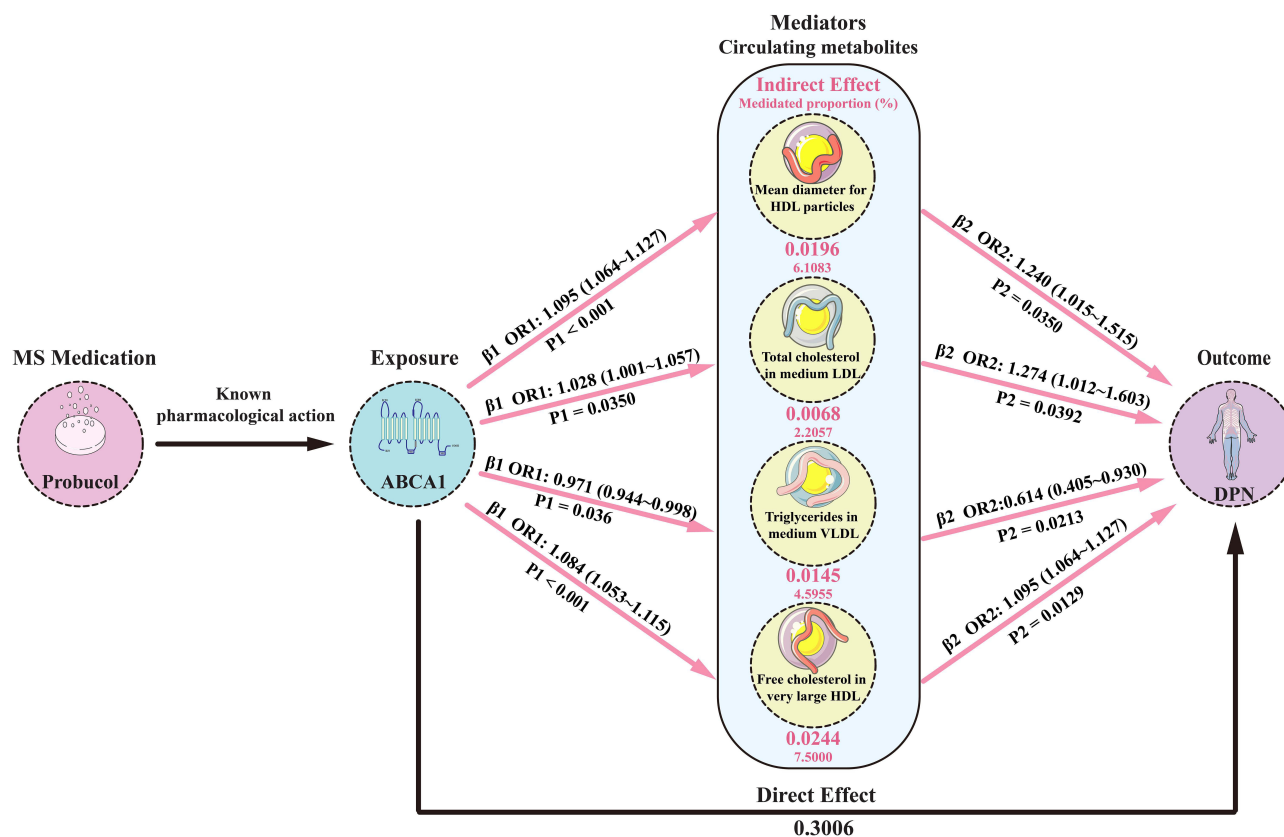 Mediators
Circulating metabolites
Indirect Effect
Medidated proportion (%)
Mean diameter for
HDL particles
0.0196
6.1083
Total cholesterol
in medium LDL
0.0068
2.2057
Triglycerides in
medium VLDL
0.0145
4.5955
Free cholesterol in
very large HDL
0.0244
7.5000
MS Medication
Probucol
Known
pharmacological action
Exposure
ABCA1
β1 OR1: 1.095 (1.064~1.127)
P1 < 0.001
β1 OR1: 1.028 (1.001~1.057)
P1 = 0.0350
β1 OR1: 0.971 (0.944~0.998)
P1 = 0.036
β1 OR1: 1.084 (1.053~1.115)
P1 < 0.001
β2 OR2: 1.240 (1.015~1.515)
P2 = 0.0350
β2 OR2: 1.274 (1.012~1.603)
P2 = 0.0392
β2 OR2:0.614 (0.405~0.930)
P2 = 0.0213
β2 OR2: 1.095 (1.064~1.127)
P2 = 0.0129
Outcome
DPN
Direct Effect
0.3006